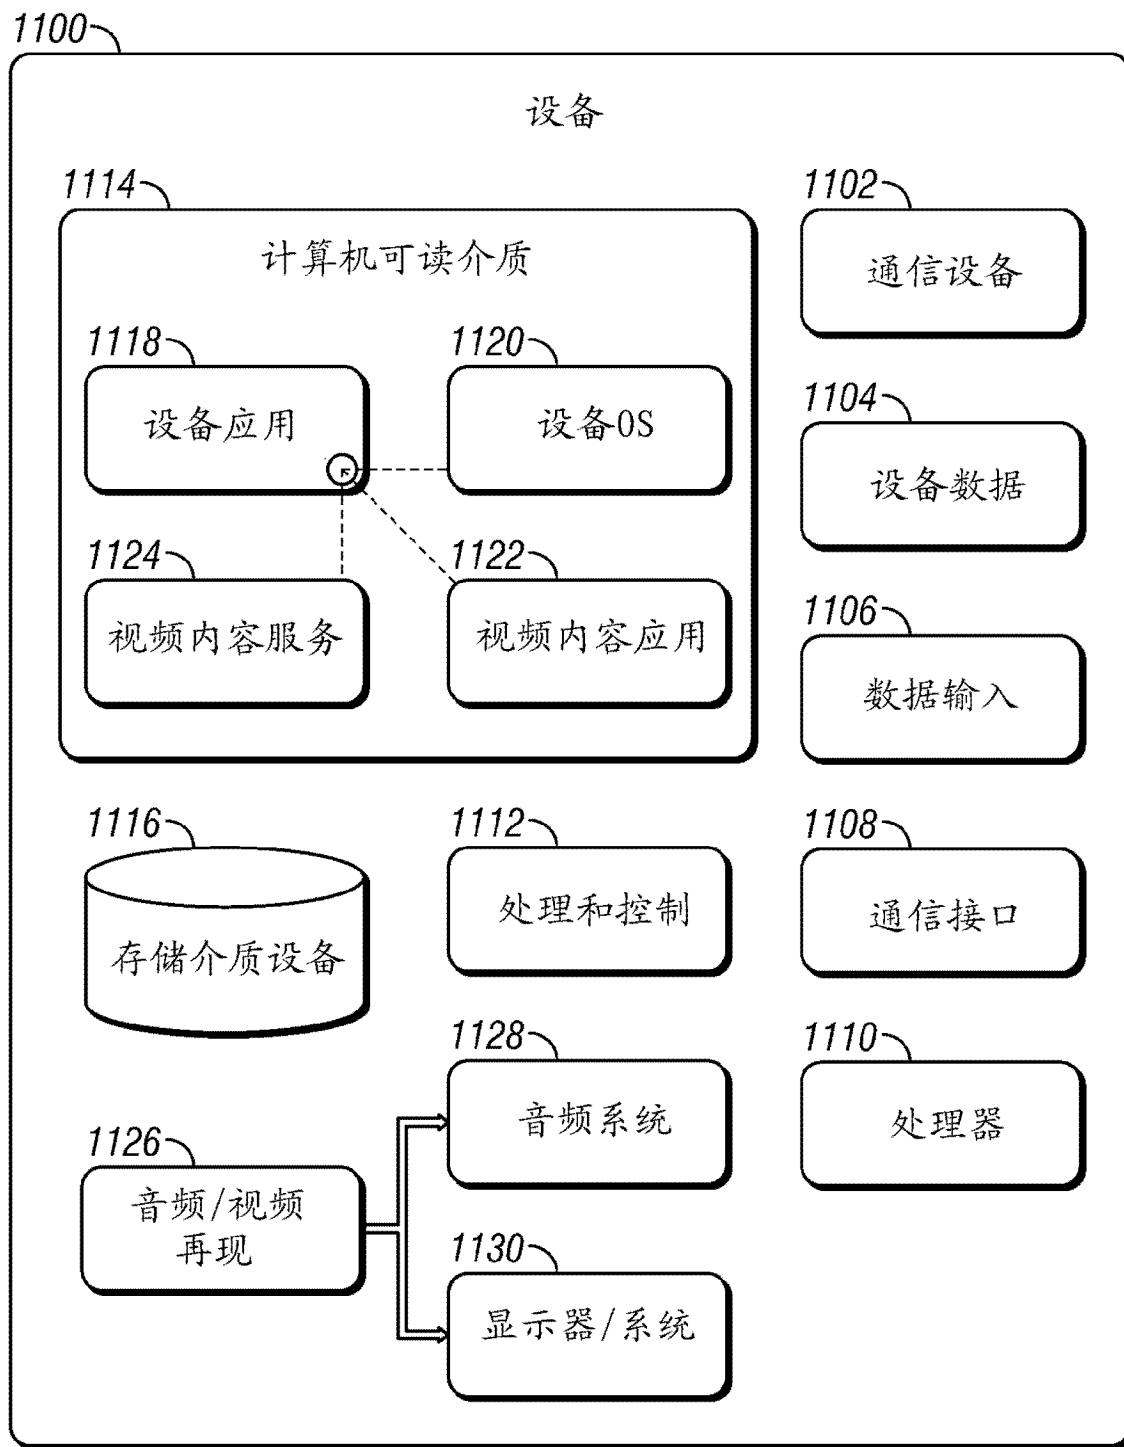 1100
设备
1114
计算机可读介质
1118
设备应用
1120
设备OS
1124
视频内容服务
1122
视频内容应用
1102
通信设备
1104
设备数据
1106
数据输入
1116
存储介质设备
1112
处理和控制
1108
通信接口
1128
音频系统
1110
处理器
1126
音频/视频
再现
1130
显示器/系统